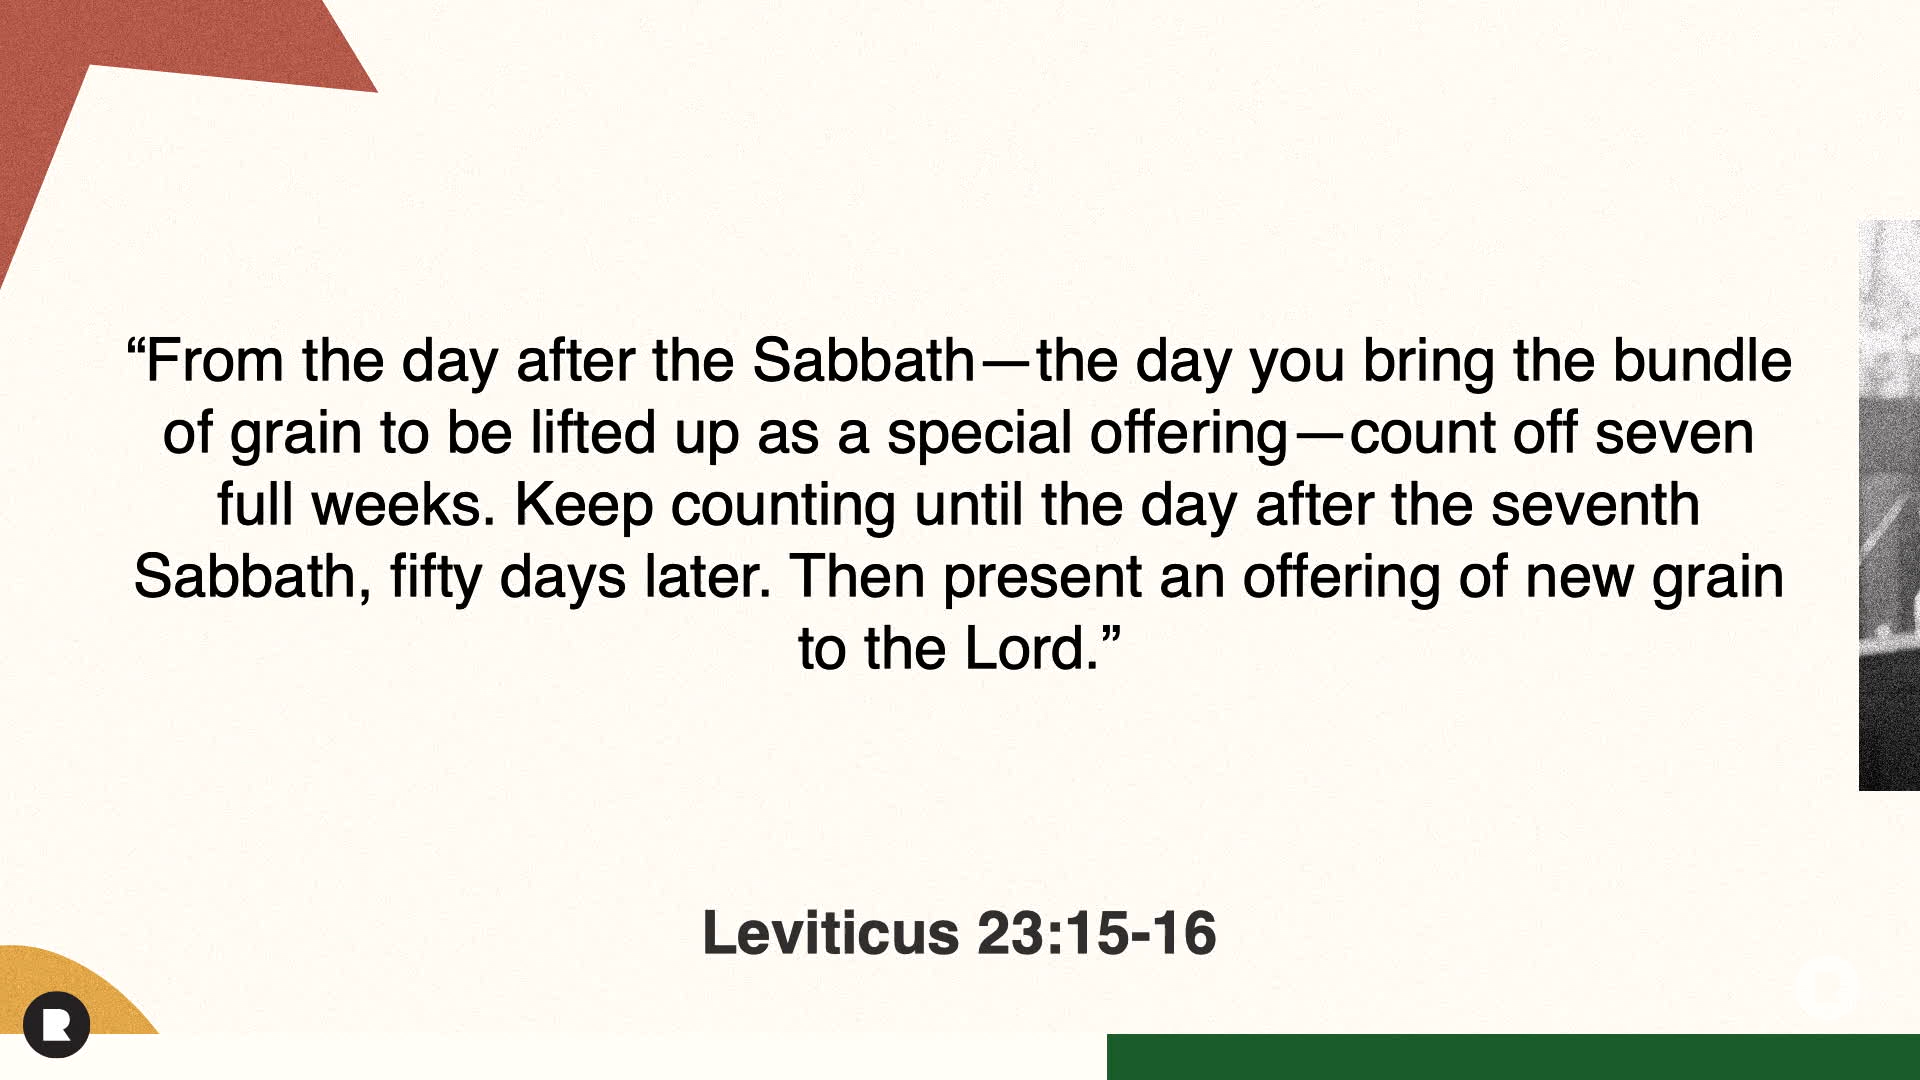 “From the day after the Sabbath—the day you bring the bundle
of grain to be lifted up as a special offering—count off seven
full weeks. Keep counting until the day after the seventh
Sabbath, fifty days later. Then present an offering of new grain
to the Lord.”
Leviticus 23:15-16
R